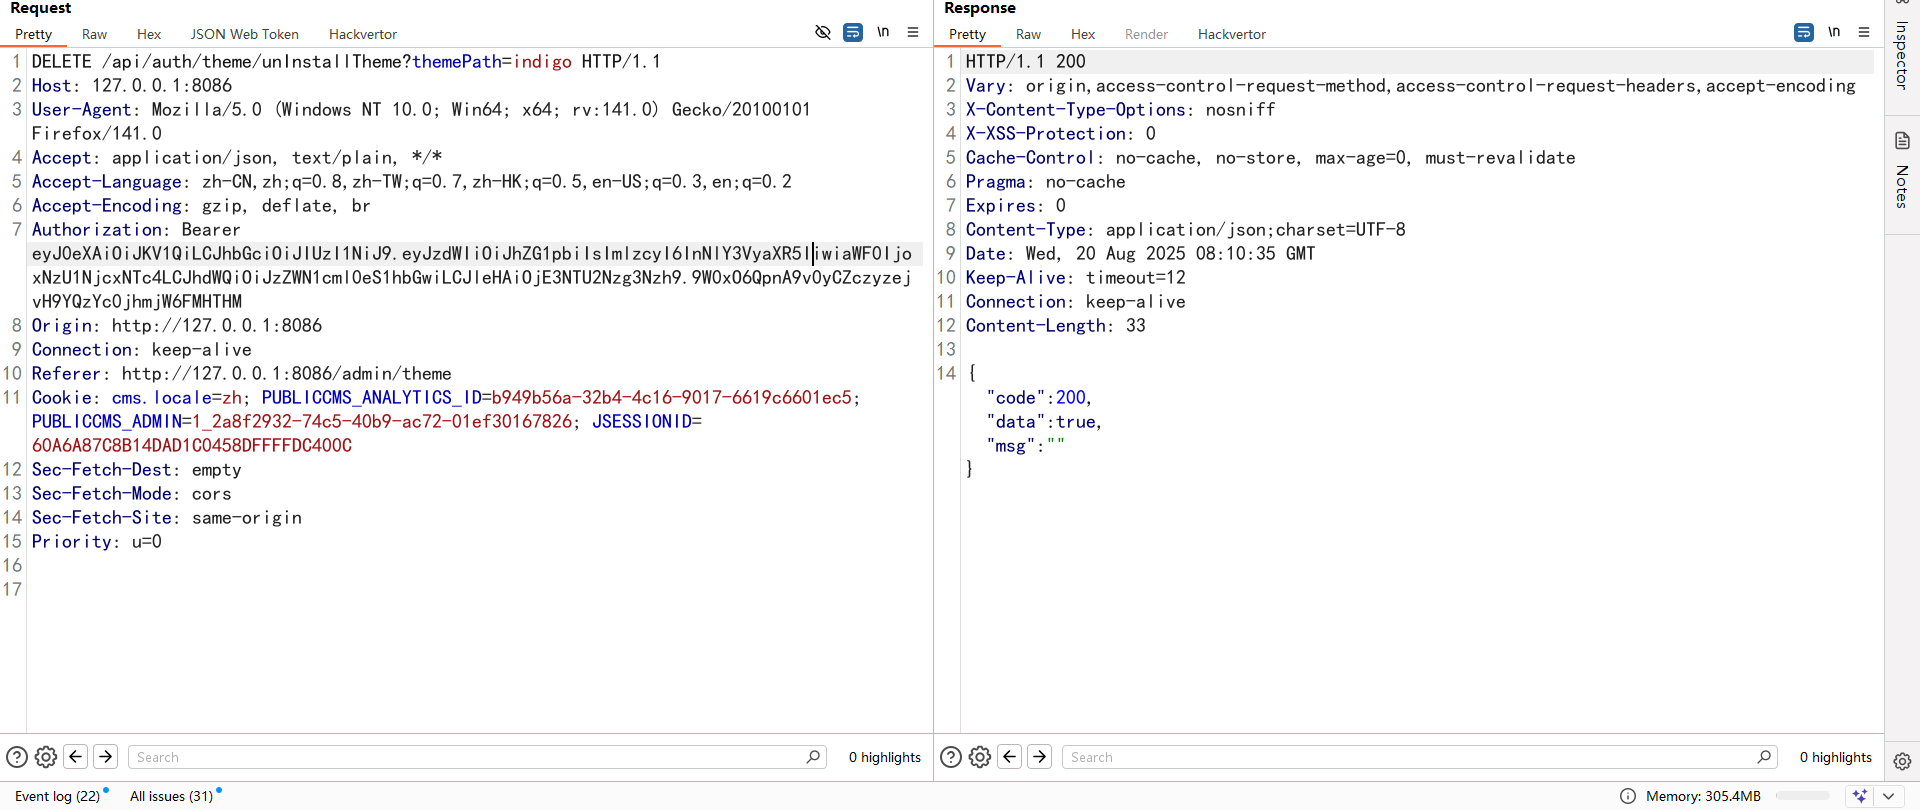 Request
Pretty Raw Hex JSON Web Token Hackvertor \n
1 DELETE /api/auth/theme/unInstallTheme?themePath=indigo HTTP/1.1
2 Host: 127.0.0.1:8086
3 User-Agent: Mozilla/5.0 (Windows NT 10.0; Win64; x64; rv:141.0) Gecko/20100101
Firefox/141.0
4 Accept: application/json, text/plain, */*
5 Accept-Language: zh-CN,zh;q=0.8,zh-TW;q=0.7,zh-HK;q=0.5,en-US;q=0.3,en;q=0.2
6 Accept-Encoding: gzip, deflate, br
7 Authorization: Bearer
eyJ0eXAiOiJKV1QiLCJhbGciOiJIUzI1NiJ9.eyJzdWIiOiJhZG1pbiIsImlzcyI6InNlY3VyaXR5IiwiaWF0Ijo
xNzU1NjcxNTc4LCJhdWQiOiJzZWN1cml0eS1hbGwiLCJleHAiOjE3NTU2Nzg3Nzh9.9W0x06QpnA9v0yCZczyzej
vH9YQzYc0jhmjW6FMHTHM
8 Origin: http://127.0.0.1:8086
9 Connection: keep-alive
10 Referer: http://127.0.0.1:8086/admin/theme
11 Cookie: cms.locale=zh; PUBLICCMS_ANALYTICS_ID=b949b56a-32b4-4c16-9017-6619c6601ec5;
PUBLICCMS_ADMIN=1_2a8f2932-74c5-40b9-ac72-01ef30167826; JSESSIONID=
60A6A87C8B14DAD1C0458DFFFFDC400C
12 Sec-Fetch-Dest: empty
13 Sec-Fetch-Mode: cors
14 Sec-Fetch-Site: same-origin
15 Priority: u=0
16
17
Search 0 highlights
Response
Pretty Raw Hex Render Hackvertor \n
1 HTTP/1.1 200
2 Vary: origin,access-control-request-method,access-control-request-headers,accept-encoding
3 X-Content-Type-Options: nosniff
4 X-XSS-Protection: 0
5 Cache-Control: no-cache, no-store, max-age=0, must-revalidate
6 Pragma: no-cache
7 Expires: 0
8 Content-Type: application/json;charset=UTF-8
9 Date: Wed, 20 Aug 2025 08:10:35 GMT
10 Keep-Alive: timeout=12
11 Connection: keep-alive
12 Content-Length: 33
13
14 {
"code":200,
"data":true,
"msg":""
}
Search 0 highlights
Inspector
Notes
Event log (22) All issues (31) Memory: 305.4MB